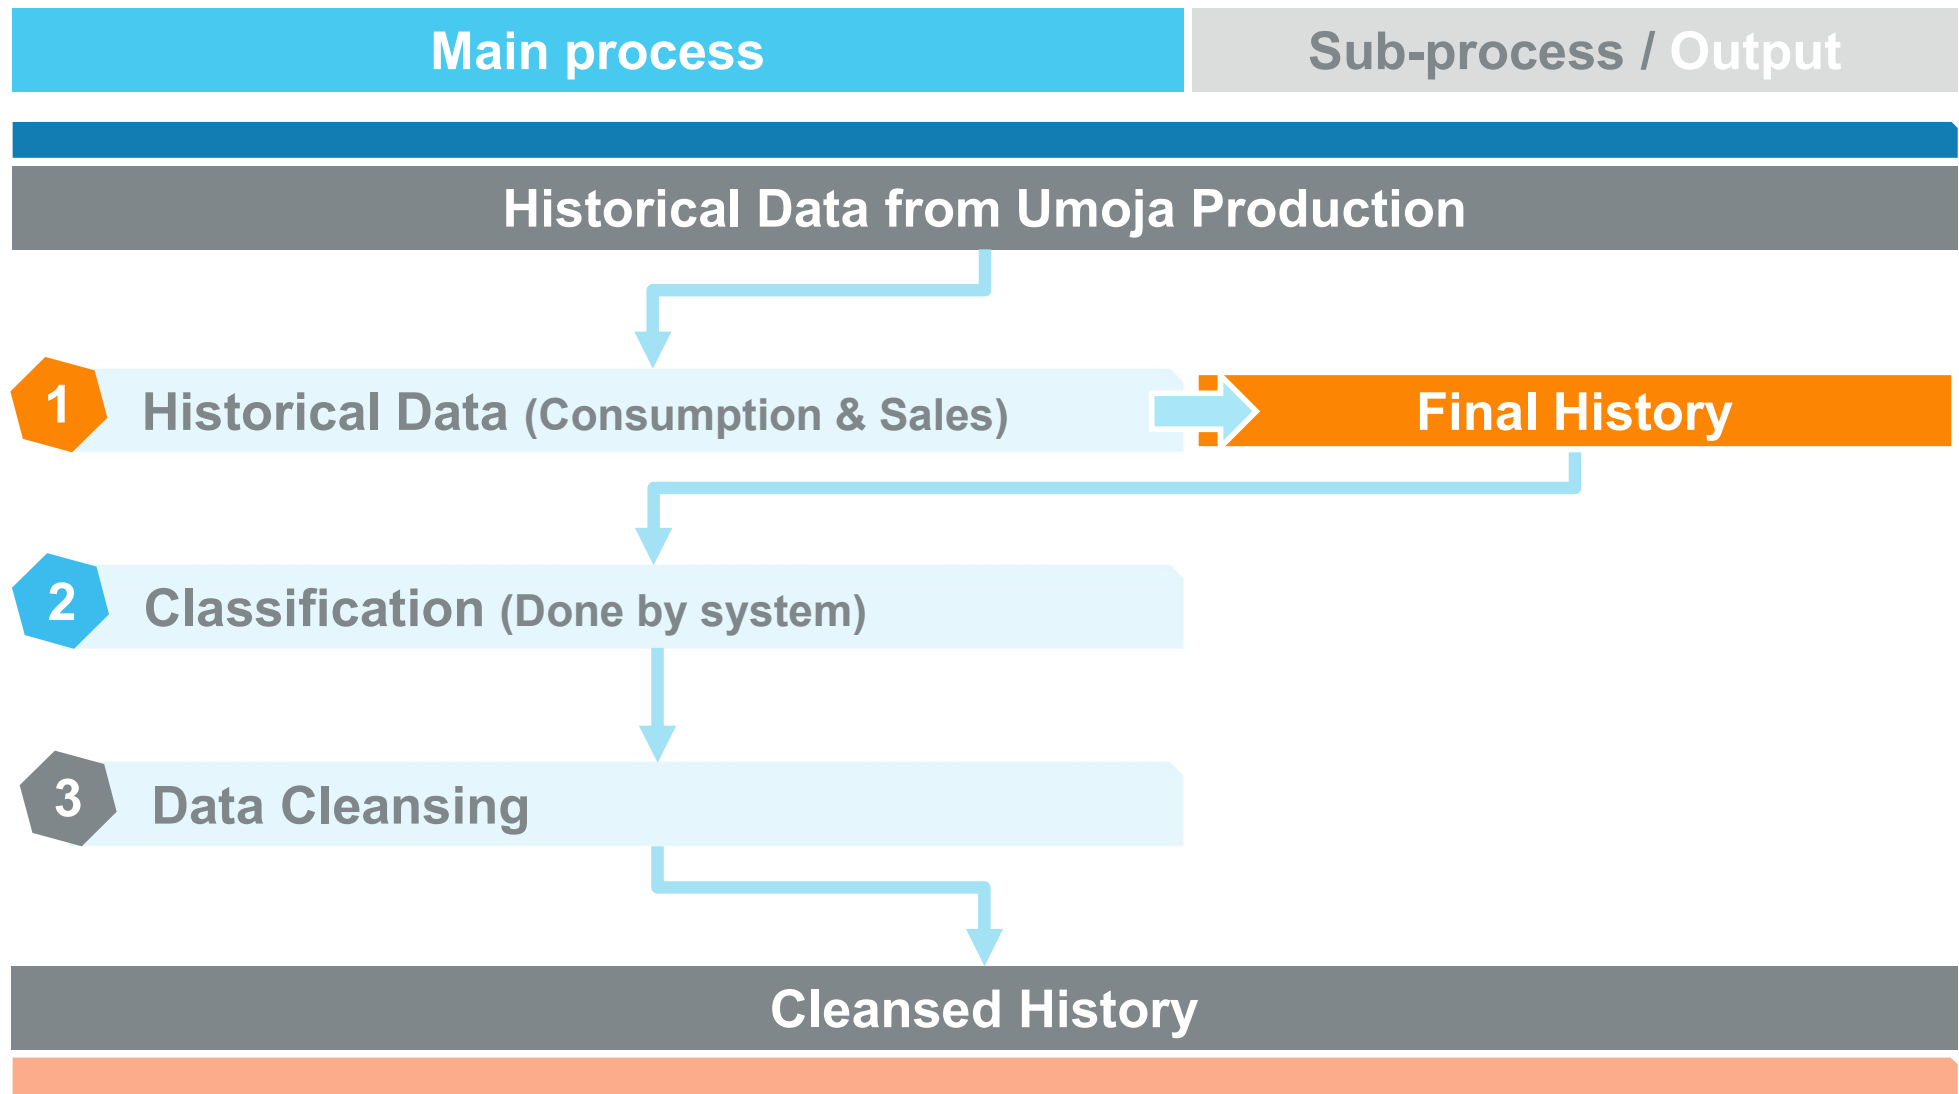 Main process
Sub-process / Output
Historical Data from Umoja Production
1
Historical Data (Consumption & Sales)
Final History
2
Classification (Done by system)
3
Data Cleansing
Cleansed History